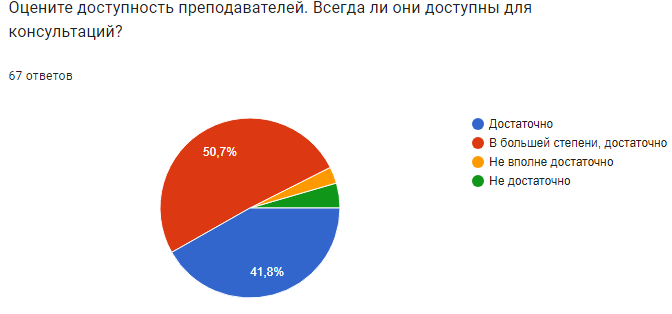 Оцените доступность преподавателей. Всегда ли они доступны для
консультаций?
67 ответов
50,7%
41,8%
Достаточно
В большей степени, достаточно
Не вполне достаточно
Не достаточно